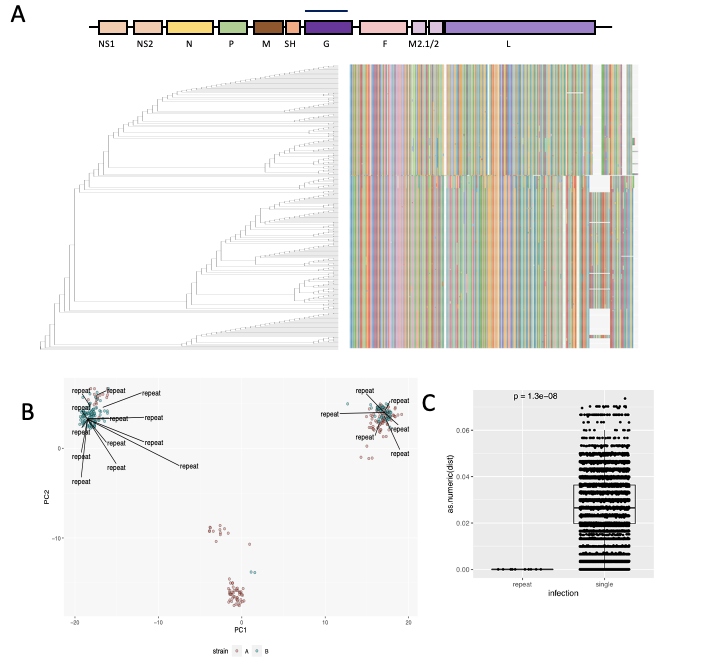 A
NS1 NS2 N P M SH G F M2.1/2 L
B
repeat repeat
repeat
repeat
repeat repeat
repeat
repeat repeat
repeat
repeat repeat
repeat
repeat
repeat
repeat
repeat
repeat
repeat
0
−10
PC2
−20 −10 0 10 20
PC1
strain A B
C
p = 1.3e−08
0.06
0.04
0.02
0.00
as.numeric(dist)
repeat single
infection